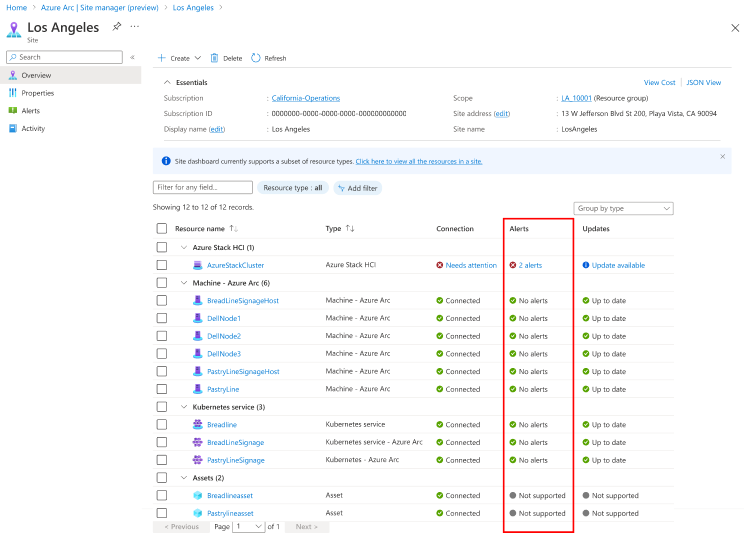 Home > Azure Arc | Site manager (preview) > Los Angeles >
Los Angeles ...
Site
Search «
Overview
Properties
Alerts
Activity
Create Delete Refresh
Essentials View Cost | JSON View
Subscription : California-Operations Scope : LA_10001 (Resource group)
Subscription ID : 0000000-0000-0000-0000-000000000000 Site address (edit) : 13 W Jefferson Blvd St 200, Playa Vista, CA 90094
Display name (edit) : Los Angeles Site name : LosAngeles
Site dashboard currently supports a subset of resource types. Click here to view all the resources in a site.
Filter for any field... Resource type : all Add filter
Showing 12 to 12 of 12 records.
Group by type
Resource name ↑↓ Type ↑↓ Connection Alerts Updates
Azure Stack HCI (1)
AzureStackCluster Azure Stack HCI Needs attention 2 alerts Update available
Machine - Azure Arc (6)
BreadLineSignageHost Machine - Azure Arc Connected No alerts Up to date
DellNode1 Machine - Azure Arc Connected No alerts Up to date
DellNode2 Machine - Azure Arc Connected No alerts Up to date
DellNode3 Machine - Azure Arc Connected No alerts Up to date
PastryLineSignageHost Machine - Azure Arc Connected No alerts Up to date
PastryLine Machine - Azure Arc Connected No alerts Up to date
Kubernetes service (3)
Breadline Kubernetes service Connected No alerts Up to date
BreadLineSignage Kubernetes service - Azure Arc Connected No alerts Up to date
PastryLineSignage Kubernetes - Azure Arc Connected No alerts Up to date
Assets (2)
Breadlineasset Asset Connected Not supported Not supported
Pastrylineasset Asset Connected Not supported Not supported
< Previous Page 1 of 1 Next >